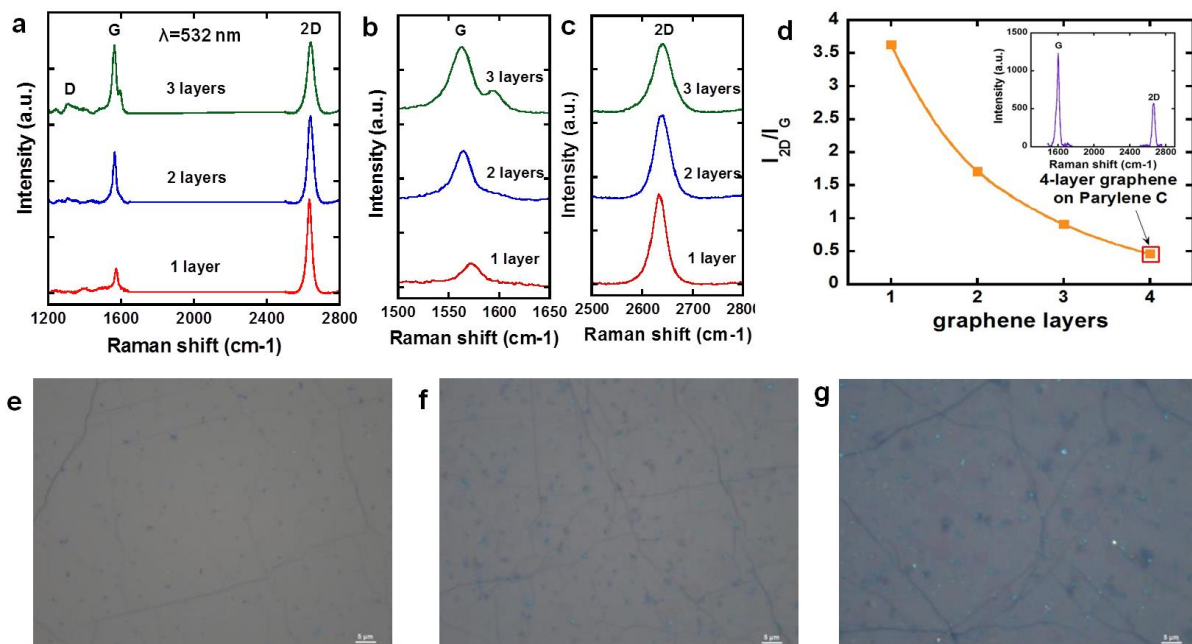 a
G
λ=532 nm
2D
D
3 layers
2 layers
1 layer
Intensity (a.u.)
1200 1600 2000 2400 2800
Raman shift (cm-1)
b
G
3 layers
2 layers
1 layer
Intensity (a.u.)
1500 1550 1600 1650
Raman shift (cm-1)
c
2D
3 layers
2 layers
1 layer
Intensity (a.u.)
2500 2600 2700 2800
Raman shift (cm-1)
d
4
3.5
3
2.5
2
1.5
1
0.5
0
I2D/IG
1 2 3 4
graphene layers
1500
1000
500
0
Intensity (a.u.)
G
2D
1600 2000 2400 2800
Raman shift (cm-1)
4-layer graphene
on Parylene C
e
5 µm
f
5 µm
g
5 µm